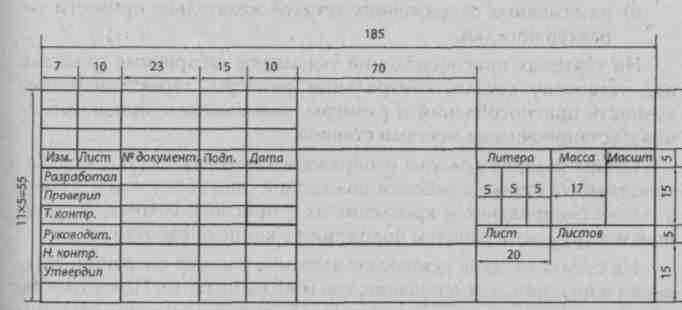 185
7 10 23 15 10 70
Изм. Лист № документ. Подп. Дата Литера Масса Масшт 5
Разработал
Проверил 5 5 5 17 15
Т. контр.
Руководит. Лист Листов 5
Н. контр. 20
Утвердил 15
11×5=55